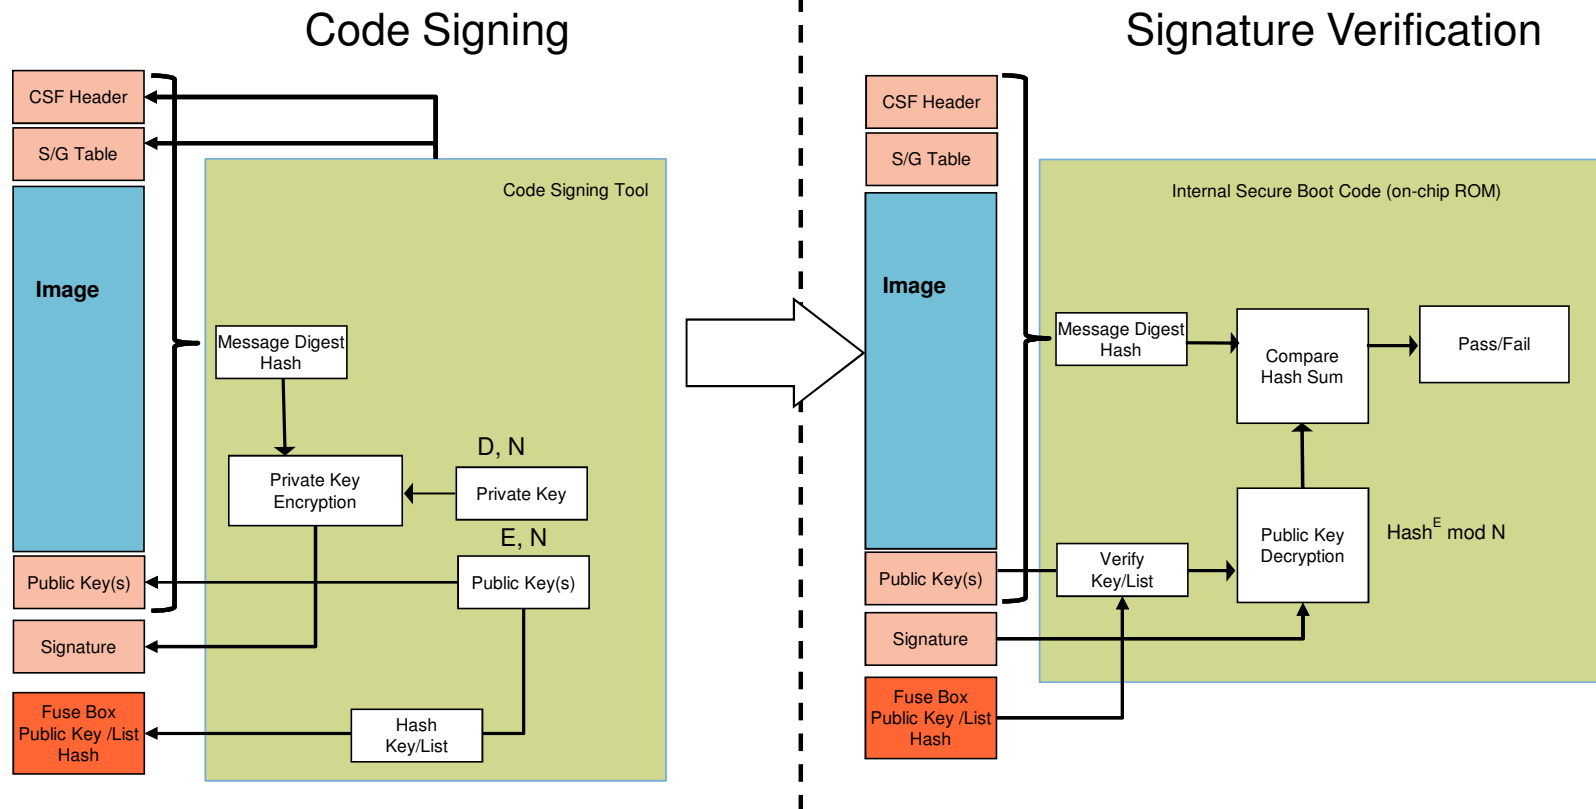 Code Signing
CSF Header
S/G Table
Image
Public Key(s)
Signature
Fuse Box
Public Key /List
Hash
Code Signing Tool
Message Digest
Hash
Private Key
Encryption
D, N
Private Key
E, N
Public Key(s)
Hash
Key/List
Signature Verification
CSF Header
S/G Table
Image
Public Key(s)
Signature
Fuse Box
Public Key /List
Hash
Internal Secure Boot Code (on-chip ROM)
Message Digest
Hash
Compare
Hash Sum
Pass/Fail
Verify
Key/List
Public Key
Decryption
Hash^E mod N